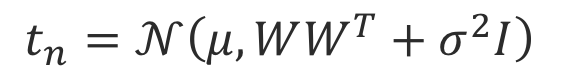 tₙ = 𝒩(μ, WWᵀ + σ²I)